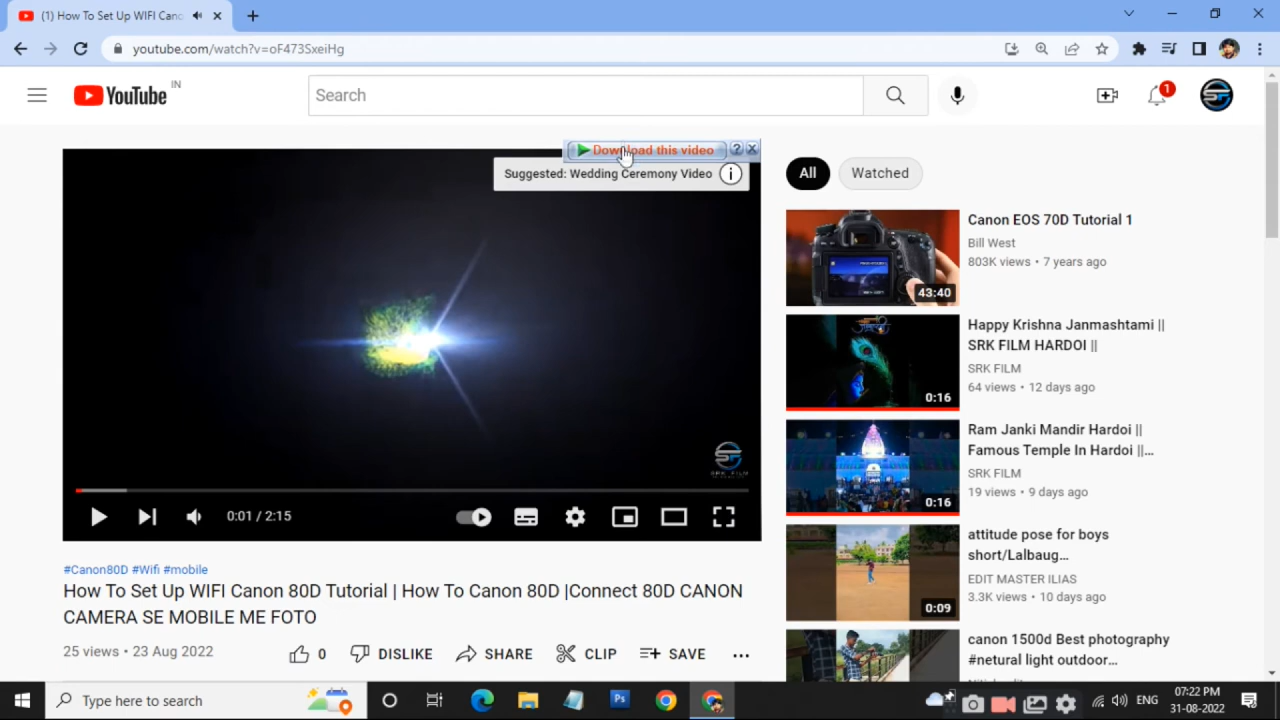 (1) How To Set Up WIFI Cano
youtube.com/watch?v=oF473SxeiHg
YouTube IN
Search
1
SF
Download this video
Suggested: Wedding Ceremony Video
SF
SRK FILM
0:01 / 2:15
#Canon80D #Wifi #mobile
How To Set Up WIFI Canon 80D Tutorial | How To Canon 80D |Connect 80D CANON
CAMERA SE MOBILE ME FOTO
25 views • 23 Aug 2022
0
DISLIKE
SHARE
CLIP
SAVE
All
Watched
Canon EOS 70D Tutorial 1
Bill West
803K views • 7 years ago
43:40
Happy Krishna Janmashtami ||
SRK FILM HARDOI ||
SRK FILM
64 views • 12 days ago
0:16
Ram Janki Mandir Hardoi ||
Famous Temple In Hardoi ||...
SRK FILM
19 views • 9 days ago
0:16
attitude pose for boys
short/Lalbaug...
EDIT MASTER ILIAS
3.3K views • 10 days ago
0:09
canon 1500d Best photography
#netural light outdoor...
Type here to search
Ps
ENG
07:22 PM
31-08-2022